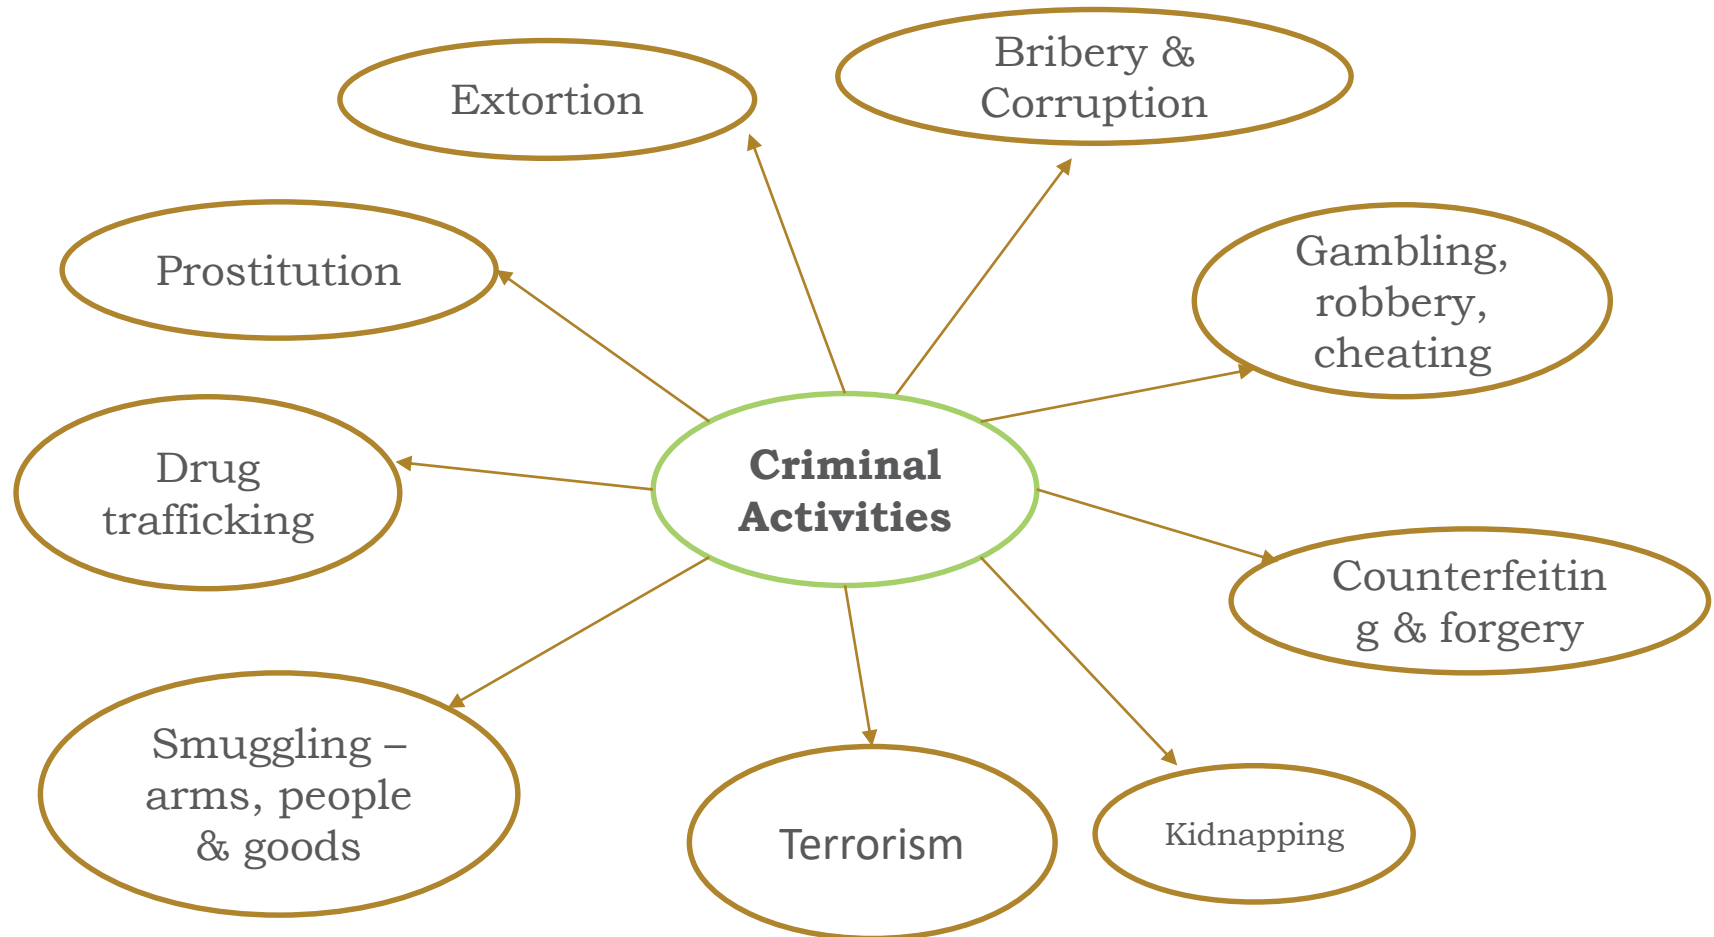 Extortion
Bribery &
Corruption
Prostitution
Gambling,
robbery,
cheating
Drug
trafficking
Criminal
Activities
Counterfeitin
g & forgery
Smuggling –
arms, people
& goods
Terrorism
Kidnapping